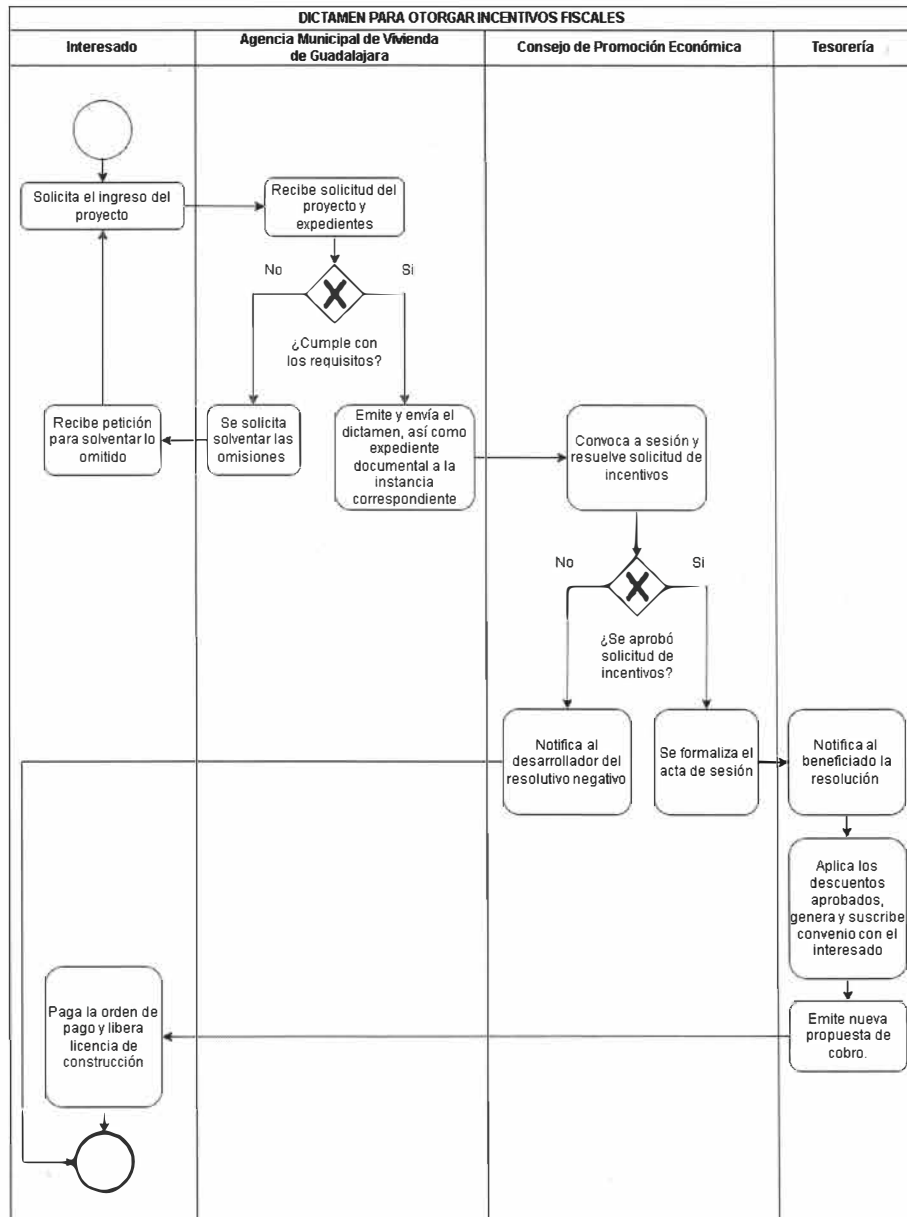 DICTAMEN PARA OTORGAR INCENTIVOS FISCALES
Interesado
Agencia Municipal de Vivienda
de Guadalajara
Consejo de Promoción Económica
Tesorería
Solicita el ingreso del
proyecto
Recibe solicitud del
proyecto y
expedientes
No
Si
¿Cumple con
los requisitos?
Recibe petición
para solventar lo
omitido
Se solicita
solventar las
omisiones
Emite y envía el
dictamen, así como
expediente
documental a la
instancia
correspondiente
Convoca a sesión y
resuelve solicitud de
incentivos
No
Si
¿Se aprobó
solicitud de
incentivos?
Notifica al
desarrollador del
resolutivo negativo
Se formaliza el
acta de sesión
Notifica al
beneficiado la
resolución
Aplica los
descuentos
aprobados,
genera y suscribe
convenio con el
interesado
Paga la orden de
pago y libera
licencia de
construcción
Emite nueva
propuesta de
cobro.